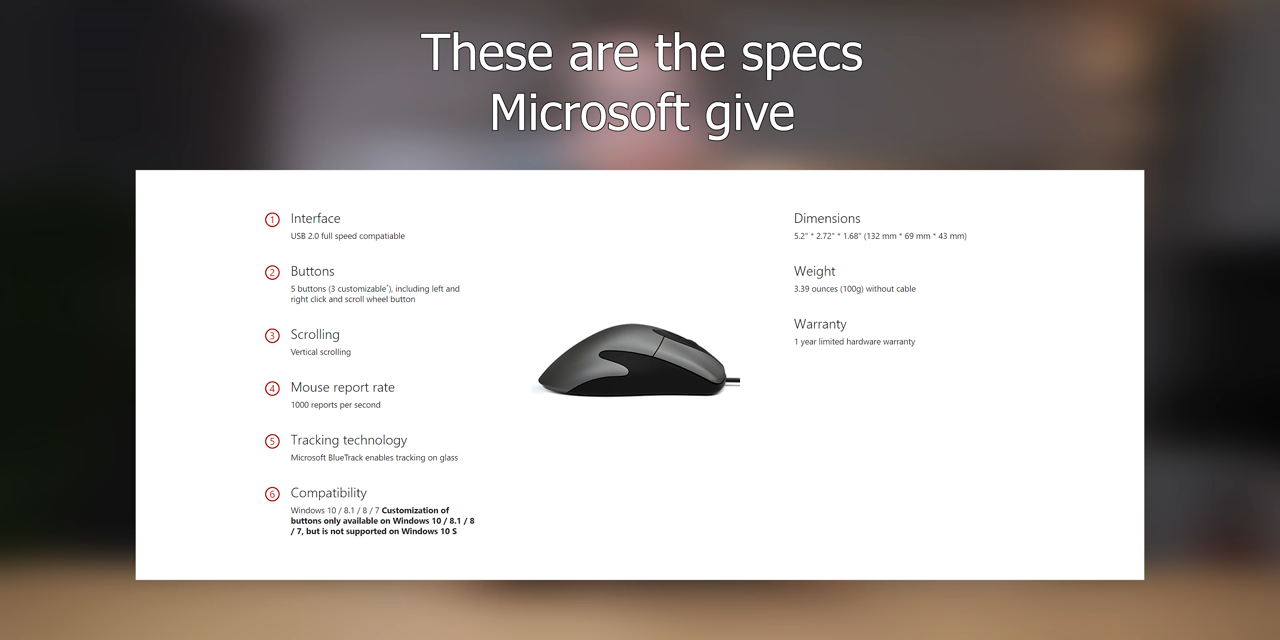 These are the specs
Microsoft give
1 Interface
USB 2.0 full speed compatiable
2 Buttons
5 buttons (3 customizable*), including left and
right click and scroll wheel button
3 Scrolling
Vertical scrolling
4 Mouse report rate
1000 reports per second
5 Tracking technology
Microsoft BlueTrack enables tracking on glass
6 Compatibility
Windows 10 / 8.1 / 8 / 7 Customization of
buttons only available on Windows 10 / 8.1 / 8
/ 7, but is not supported on Windows 10 S
Dimensions
5.2" * 2.72" * 1.68" (132 mm * 69 mm * 43 mm)
Weight
3.39 ounces (100g) without cable
Warranty
1 year limited hardware warranty